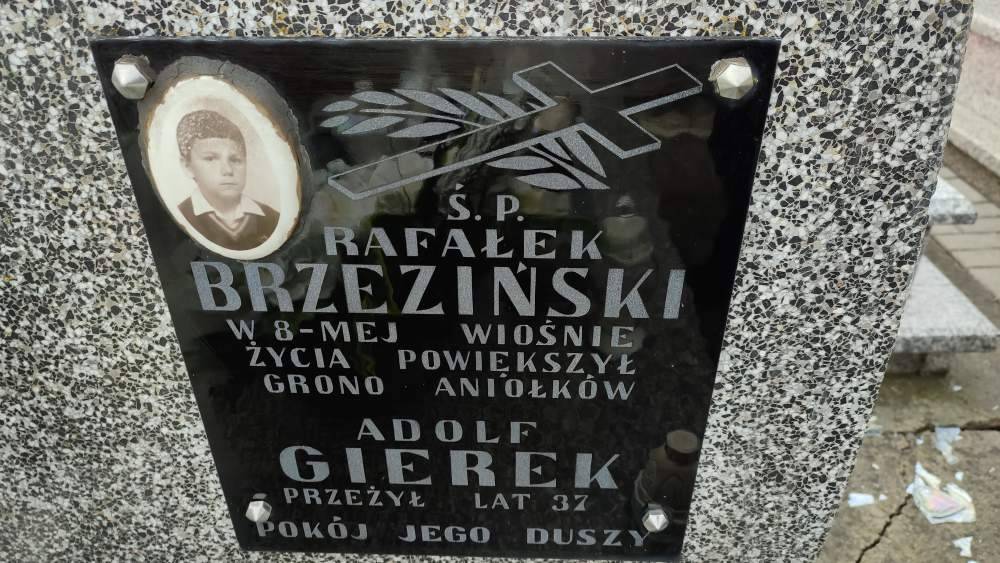 Ś. P.
RAFAŁEK
BRZEZIŃSKI
W 8-MEJ WIOŚNIE
ŻYCIA POWIĘKSZYŁ
GRONO ANIOŁKÓW
ADOLF
GIEREK
PRZEŻYŁ LAT 37
POKÓJ JEGO DUSZY